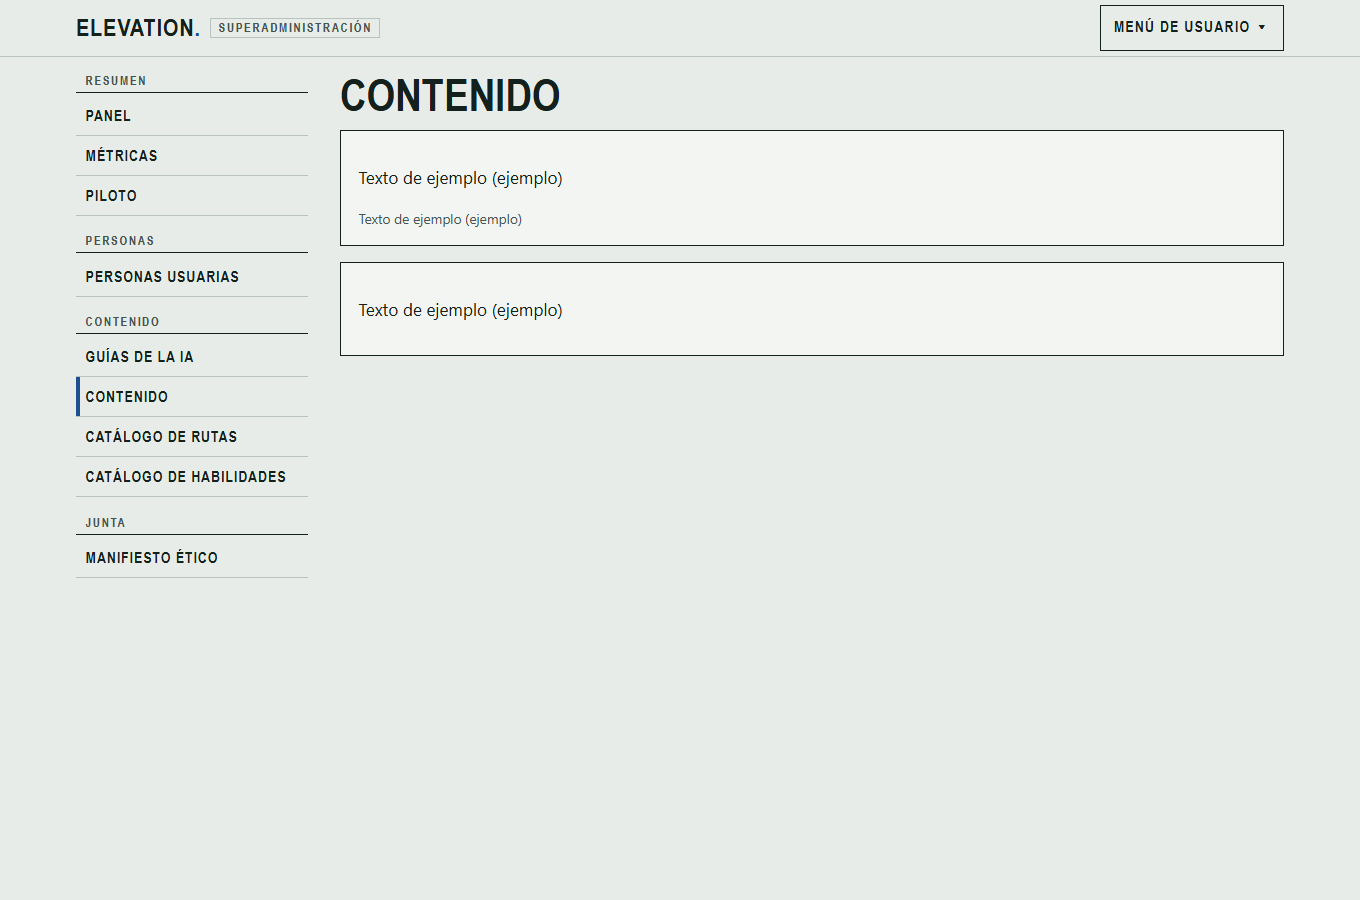 ELEVATION.
SUPERADMINISTRACIÓN
MENÚ DE USUARIO
RESUMEN
PANEL
MÉTRICAS
PILOTO
PERSONAS
PERSONAS USUARIAS
CONTENIDO
GUÍAS DE LA IA
CONTENIDO
CATÁLOGO DE RUTAS
CATÁLOGO DE HABILIDADES
JUNTA
MANIFIESTO ÉTICO
CONTENIDO
Texto de ejemplo (ejemplo)
Texto de ejemplo (ejemplo)
Texto de ejemplo (ejemplo)